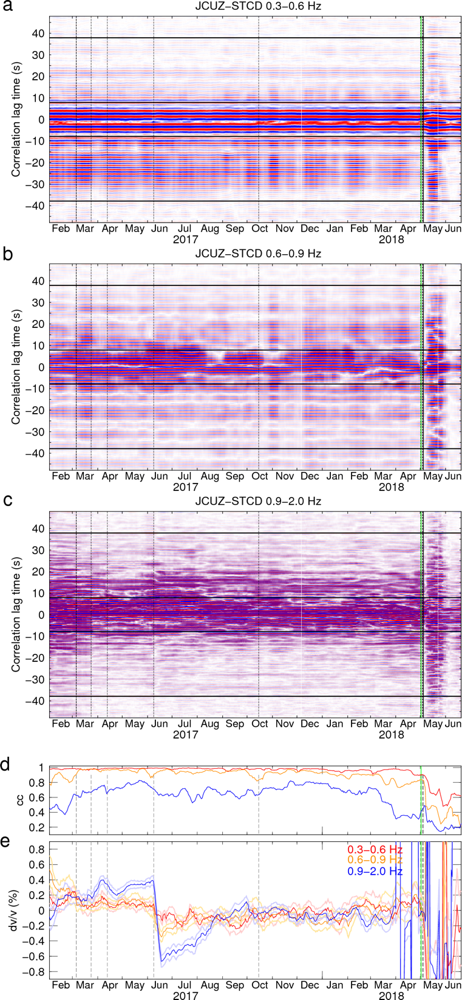 a
JCUZ–STCD 0.3–0.6 Hz
Correlation lag time (s)
40
20
10
0
−10
−20
−30
−40
Feb Mar Apr May Jun Jul Aug Sep Oct Nov Dec Jan Feb Mar Apr May Jun
2017 2018
b
JCUZ–STCD 0.6–0.9 Hz
Correlation lag time (s)
40
30
20
10
0
−10
−20
−30
−40
Feb Mar Apr May Jun Jul Aug Sep Oct Nov Dec Jan Feb Mar Apr May Jun
2017 2018
c
JCUZ–STCD 0.9–2.0 Hz
Correlation lag time (s)
40
30
20
10
0
−10
−20
−30
−40
Feb Mar Apr May Jun Jul Aug Sep Oct Nov Dec Jan Feb Mar Apr May Jun
2017 2018
d
cc
1
0.8
0.6
0.4
0.2
e
dv/v (%)
0.8
0.6
0.4
0.2
0
−0.2
−0.4
−0.6
−0.8
0.3–0.6 Hz
0.6–0.9 Hz
0.9–2.0 Hz
Feb Mar Apr May Jun Jul Aug Sep Oct Nov Dec Jan Feb Mar Apr May Jun
2017 2018